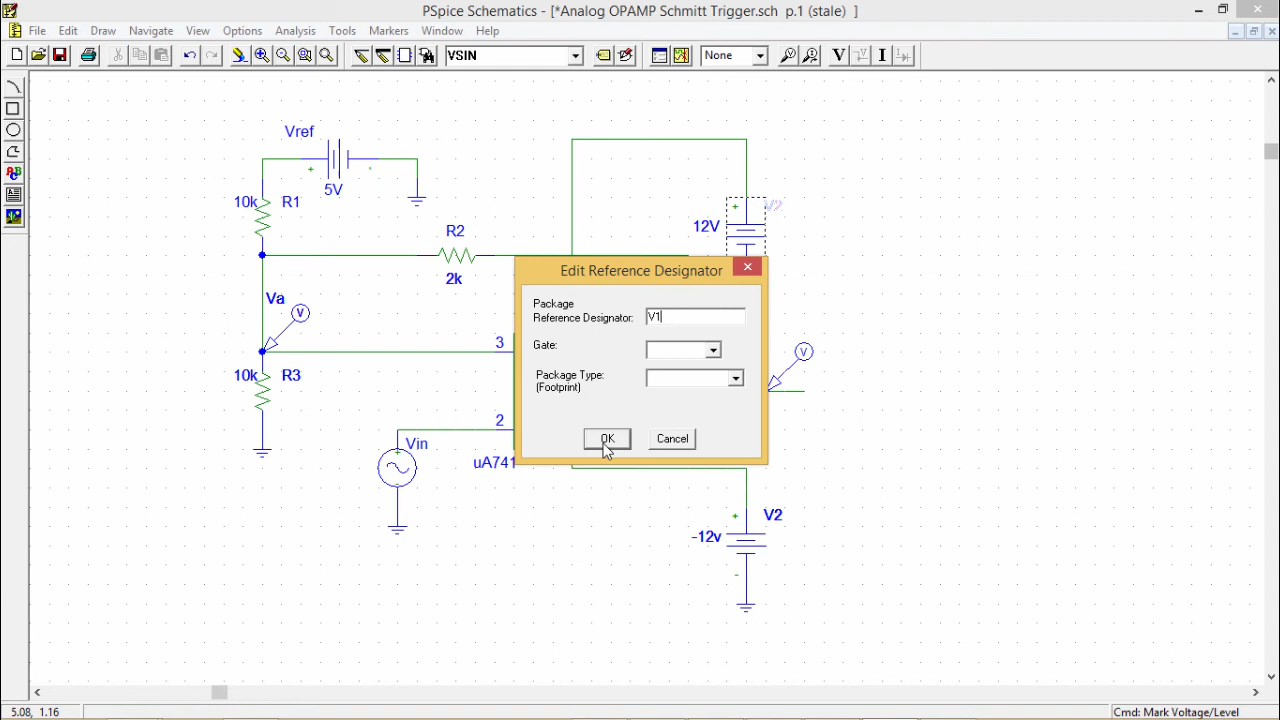 PSpice Schematics - [*Analog OPAMP Schmitt Trigger.sch p.1 (stale) ]
File Edit Draw Navigate View Options Analysis Tools Markers Window Help
VSIN
None
V
V
I
ABC
Vref
5V
10k
R1
R2
2k
12V
V2
Va
V
3
10k
R3
2
Vin
uA741
V
V2
-12v
Edit Reference Designator
Package
Reference Designator:
V1
Gate:
Package Type:
(Footprint)
OK
Cancel
5.08, 1.16
Cmd: Mark Voltage/Level